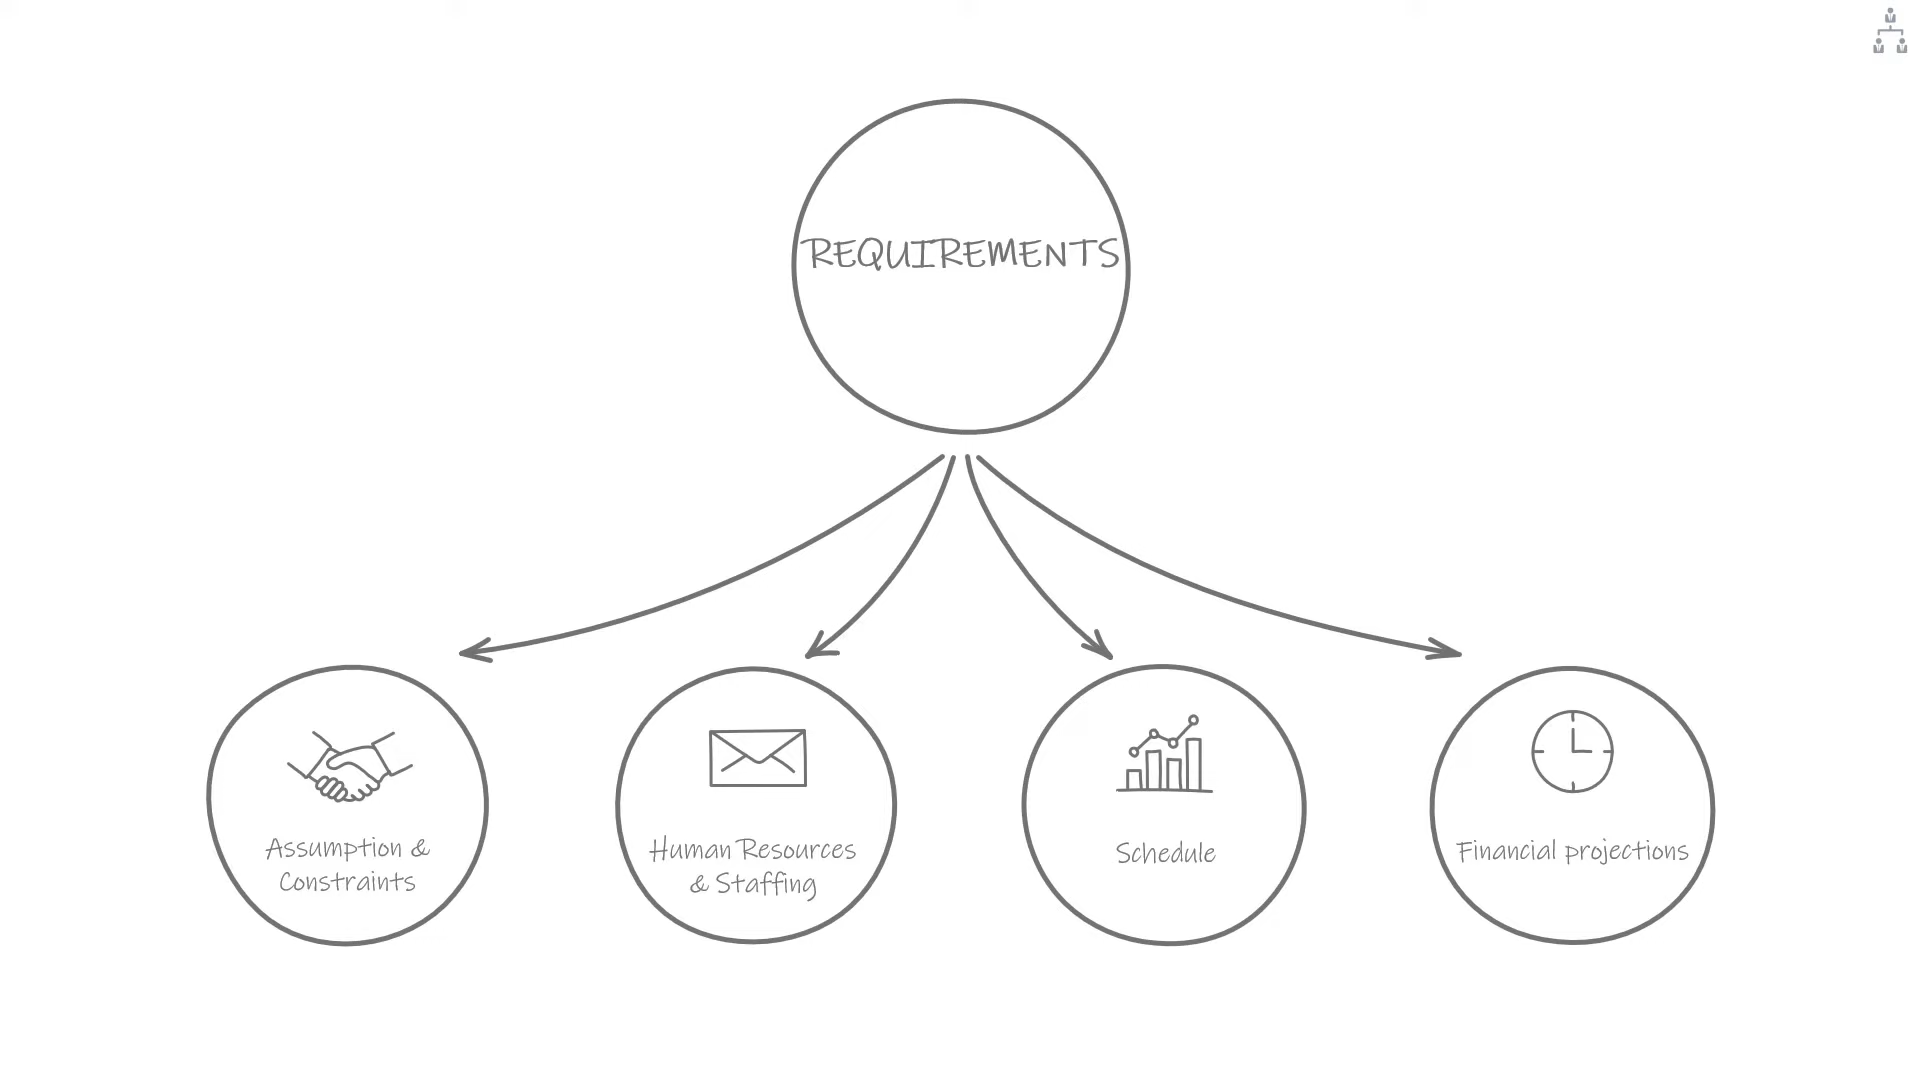 REQUIREMENTS
Assumption &
Constraints
Human Resources
& Staffing
Schedule
Financial projections